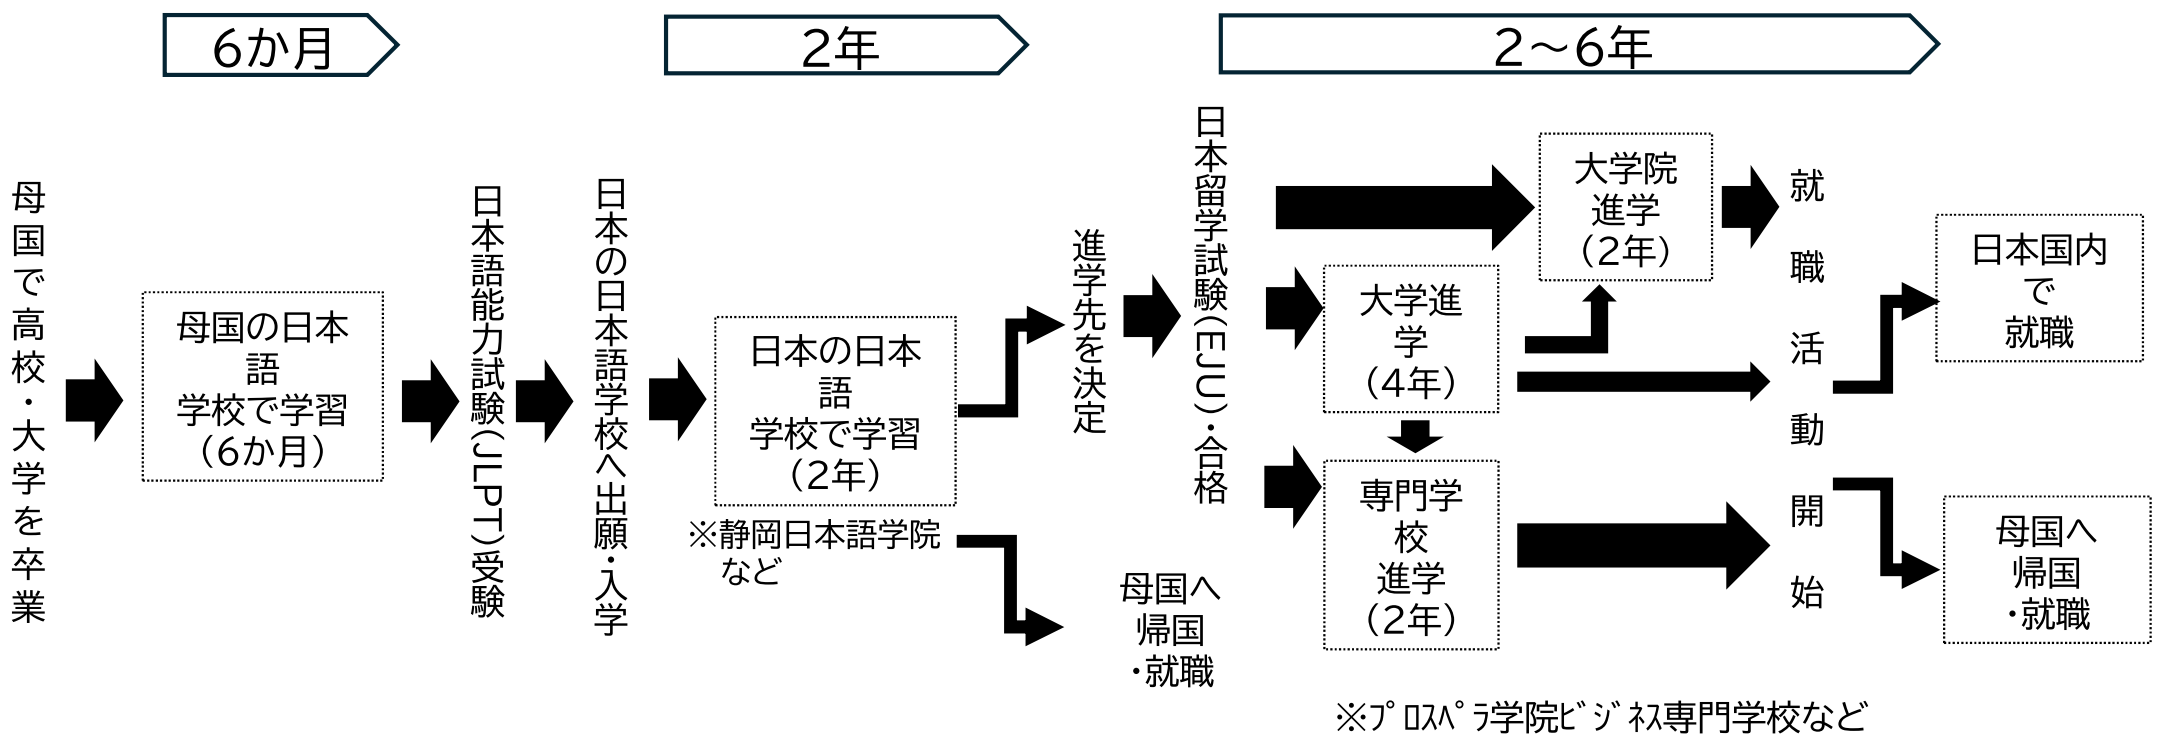 6か月
2年
2～6年
母国で高校・大学を卒業
母国の日本
語
学校で学習
（6か月）
日本語能力試験(JLPT)受験
日本の日本語学校へ出願・入学
日本の日本
語
学校で学習
（2年）
※静岡日本語学院
など
進学先を決定
母国へ
帰国
・就職
日本留学試験(EJU)・合格
大学院
進学
（2年）
大学進
学
（4年）
専門学
校
進学
（2年）
就職活動開始
日本国内
で
就職
母国へ
帰国
・就職
※ﾌﾟﾛｽﾍﾟﾗ学院ﾋﾞｼﾞﾈｽ専門学校など